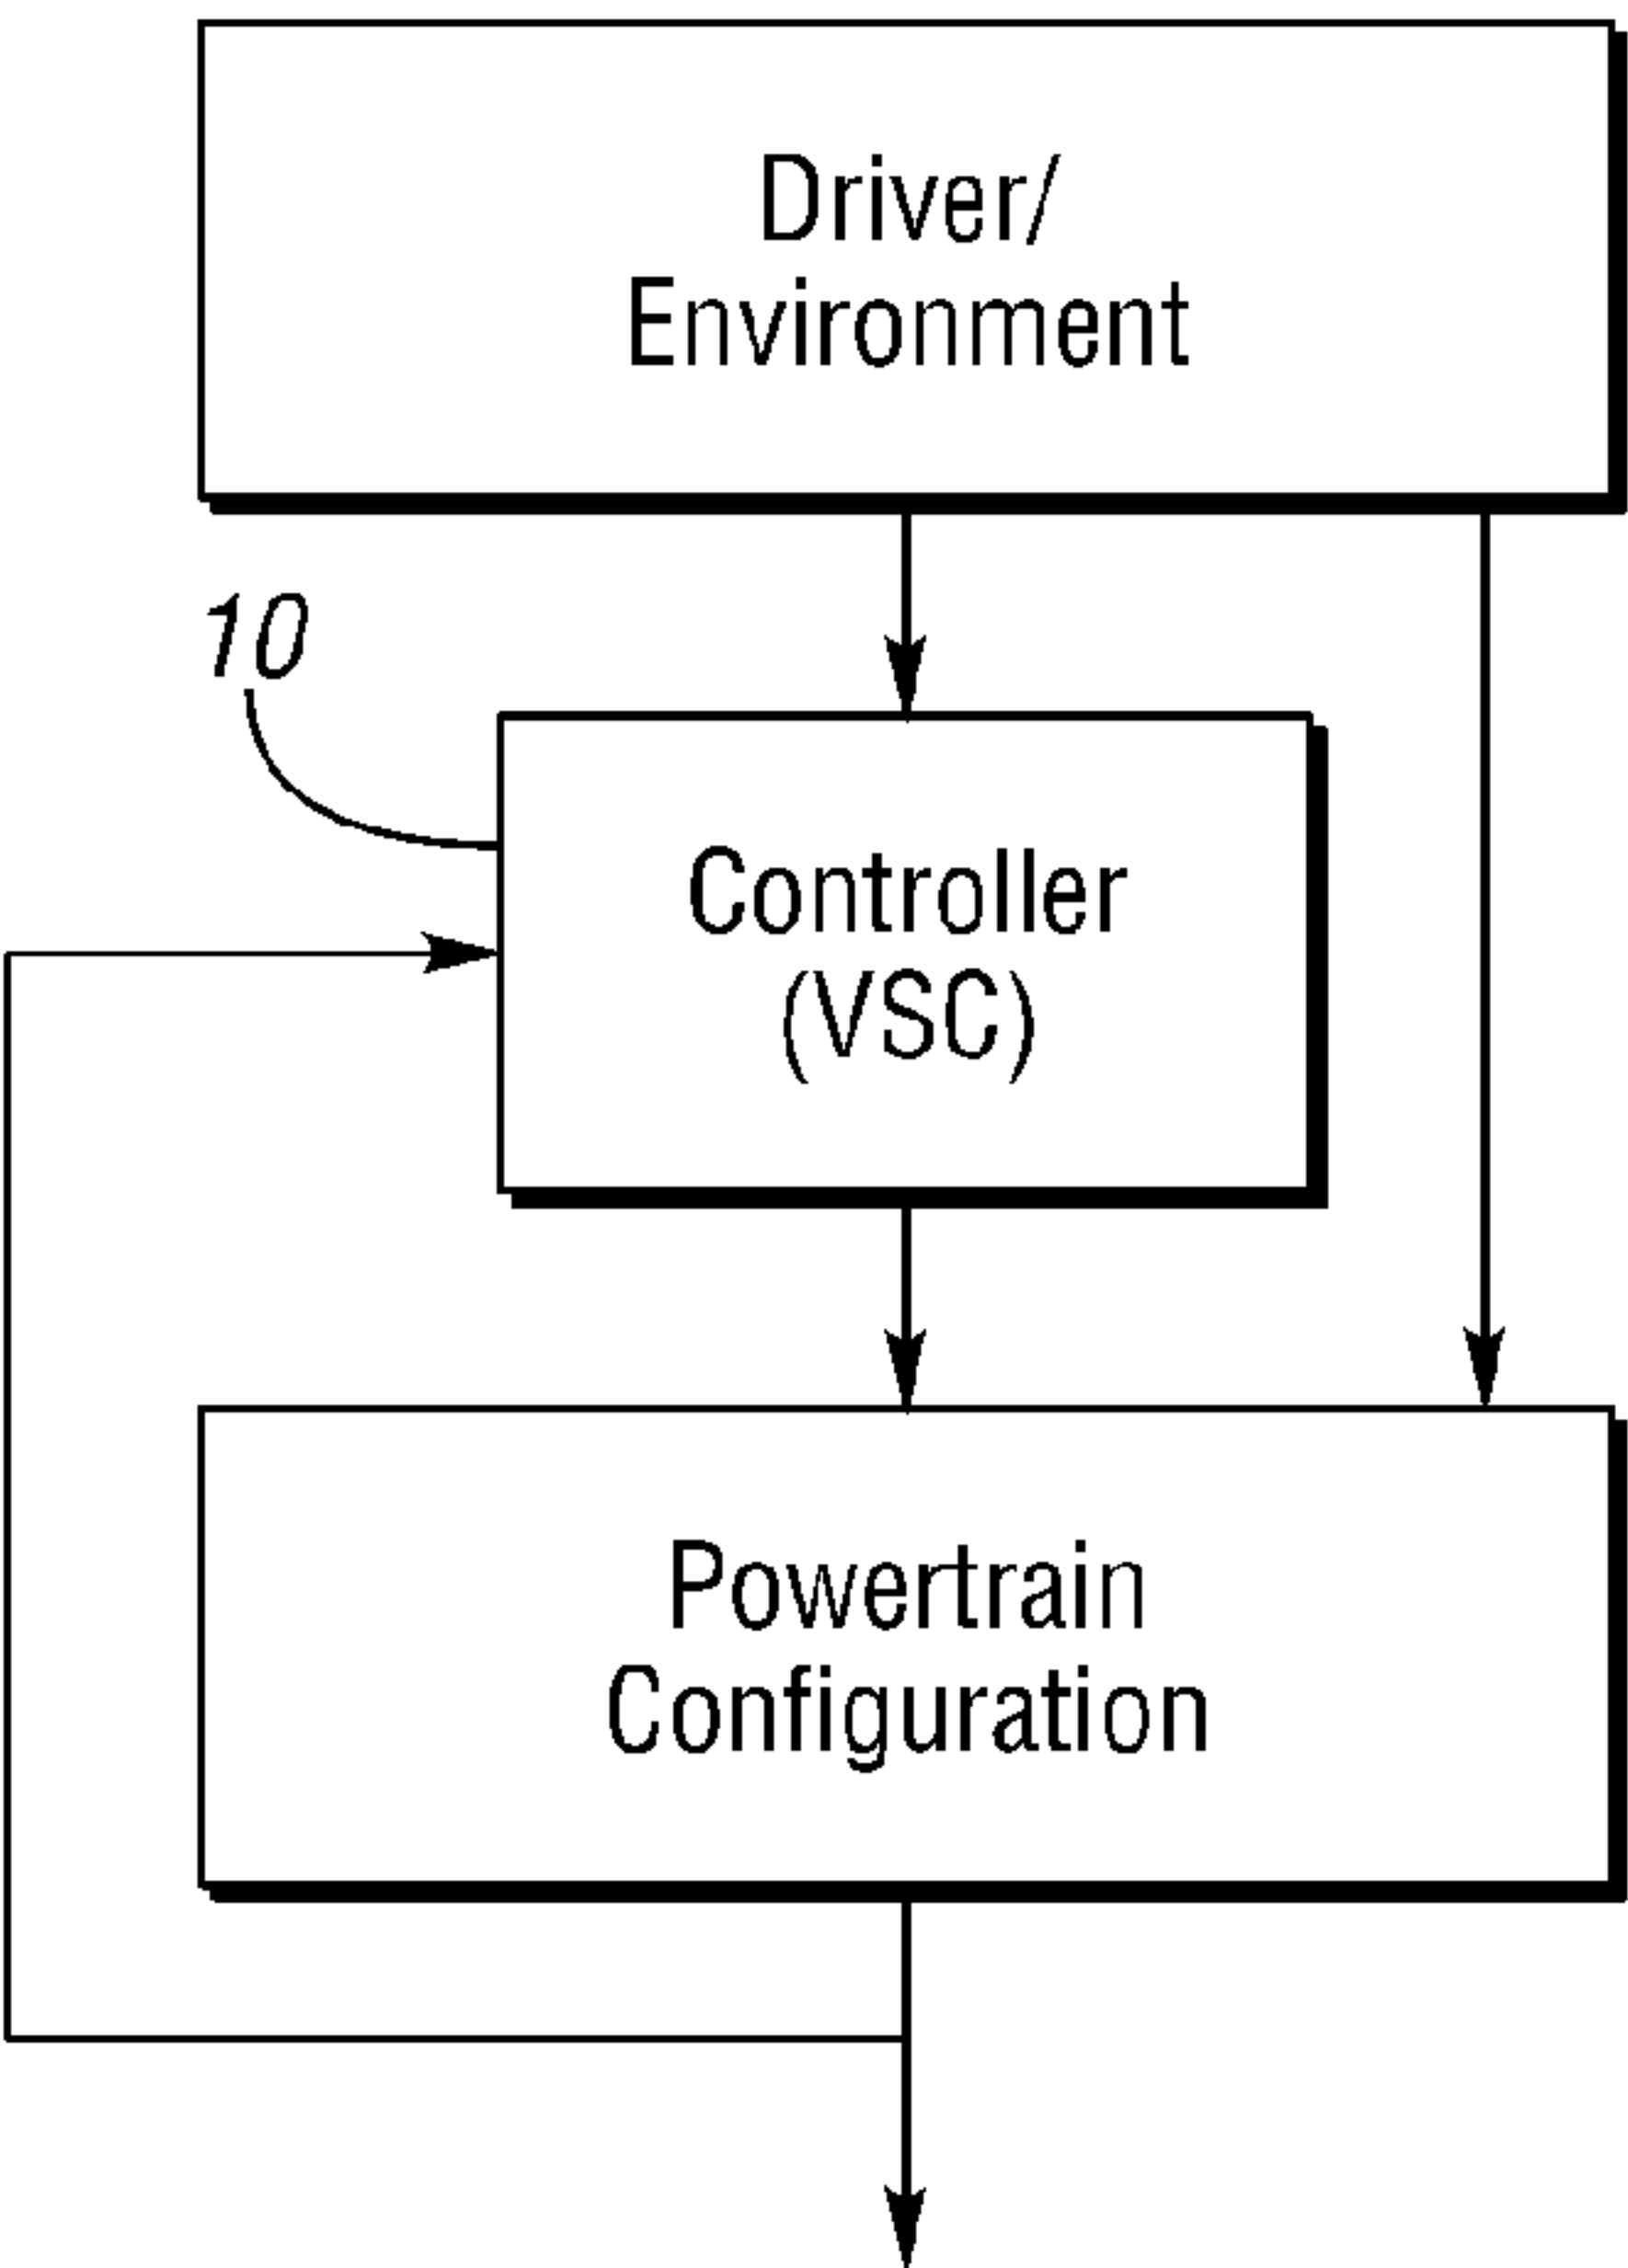 Driver/
Environment
10
Controller
(VSC)
Powertrain
Configuration